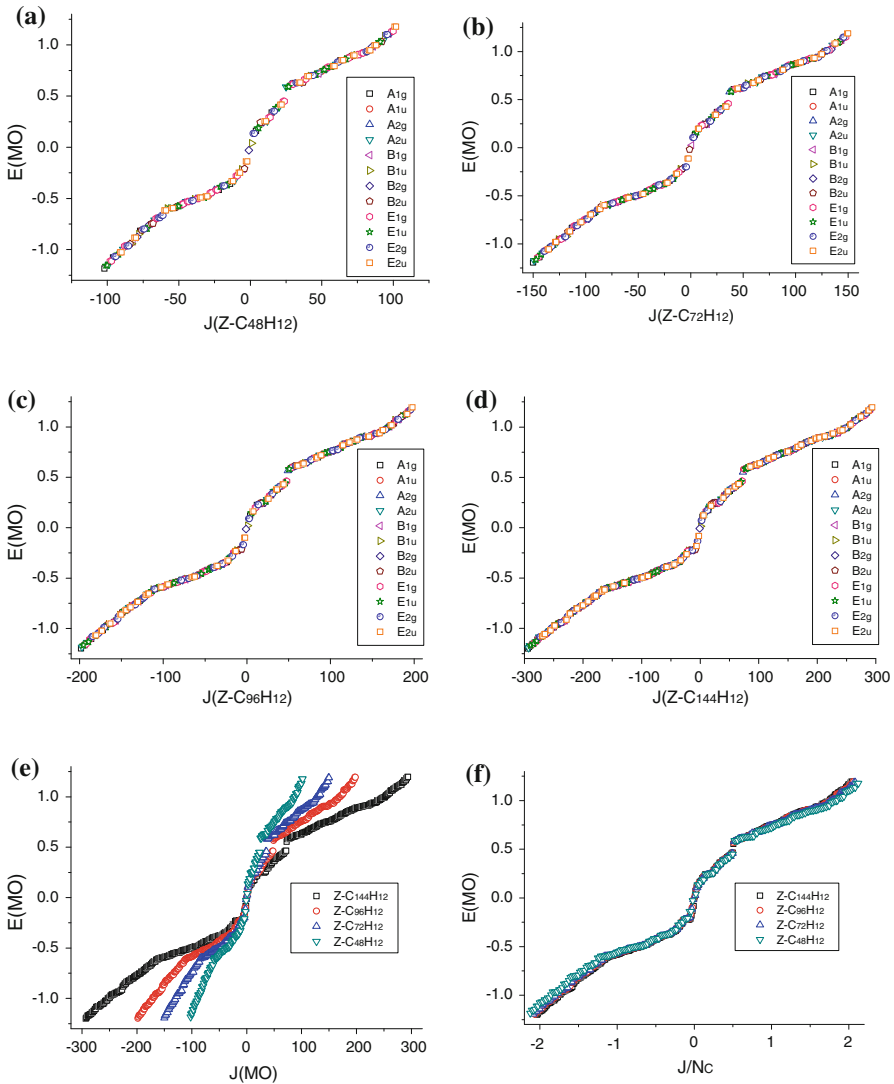 (a)
E(MO)
1.0
0.5
0.0
-0.5
-1.0
-100 -50 0 50 100
J(Z-C48H12)
A1g
A1u
A2g
A2u
B1g
B1u
B2g
B2u
E1g
E1u
E2g
E2u
(b)
E(MO)
1.0
0.5
0.0
-0.5
-1.0
-150 -100 -50 0 50 100 150
J(Z-C72H12)
A1g
A1u
A2g
A2u
B1g
B1u
B2g
B2u
E1g
E1u
E2g
E2u
(c)
E(MO)
1.0
0.5
0.0
-0.5
-1.0
-200 -100 0 100 200
J(Z-C96H12)
A1g
A1u
A2g
A2u
B1g
B1u
B2g
B2u
E1g
E1u
E2g
E2u
(d)
E(MO)
1.0
0.5
0.0
-0.5
-1.0
-300 -200 -100 0 100 200 300
J(Z-C144H12)
A1g
A1u
A2g
A2u
B1g
B1u
B2g
B2u
E1g
E1u
E2g
E2u
(e)
E(MO)
1.0
0.5
0.0
-0.5
-1.0
-300 -200 -100 0 100 200 300
J(MO)
Z-C144H12
Z-C96H12
Z-C72H12
Z-C48H12
(f)
E(MO)
1.0
0.5
0.0
-0.5
-1.0
-2 -1 0 1 2
J/NC
Z-C144H12
Z-C96H12
Z-C72H12
Z-C48H12